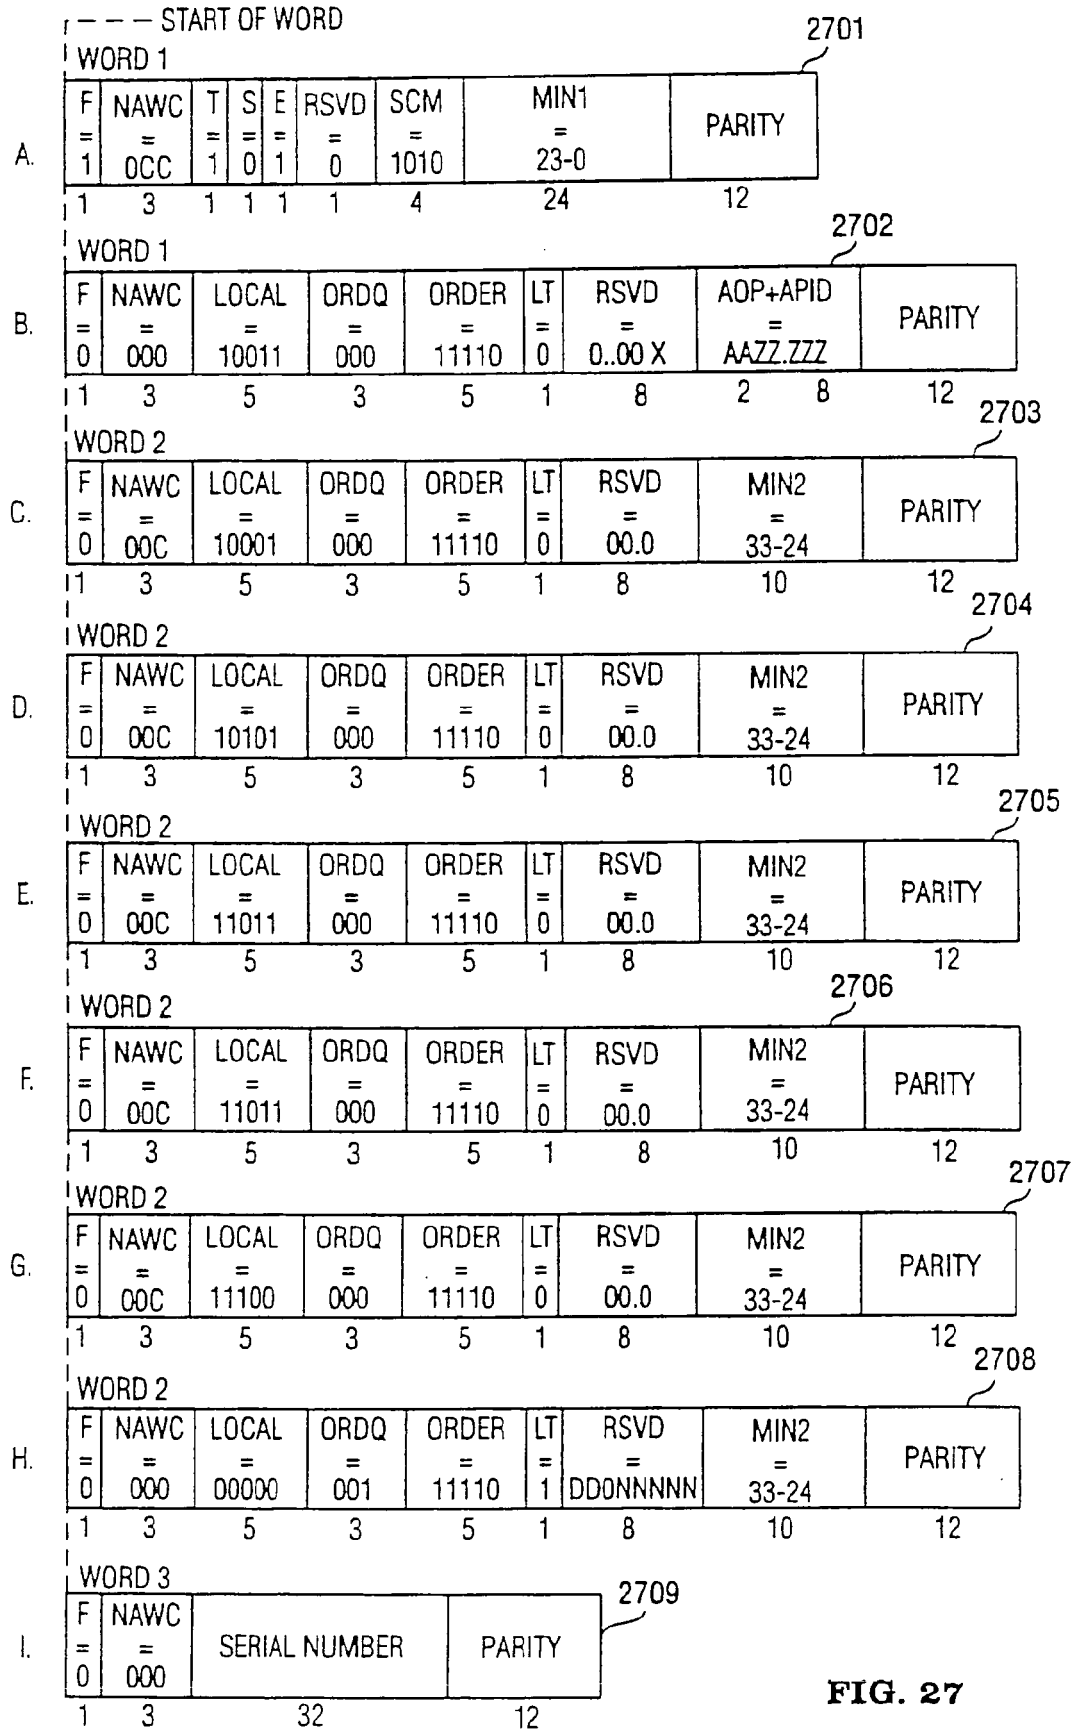 START OF WORD
WORD 1
2701
F NAWC T S E RSVD SCM MIN1
= = = = = = = = PARITY
A. 1 0CC 1 0 1 0 1010 23-0
1 3 1 1 1 1 4 24 12
WORD 1
2702
F NAWC LOCAL ORDQ ORDER LT RSVD AOP+APID
B. = = = = = = = = PARITY
0 000 10011 000 11110 0 0..00 X AAZZ.ZZZ
1 3 5 3 5 1 8 2 8 12
WORD 2
2703
F NAWC LOCAL ORDQ ORDER LT RSVD MIN2
C. = = = = = = = = PARITY
0 00C 10001 000 11110 0 00.0 33-24
1 3 5 3 5 1 8 10 12
WORD 2
2704
F NAWC LOCAL ORDQ ORDER LT RSVD MIN2
D. = = = = = = = = PARITY
0 00C 10101 000 11110 0 00.0 33-24
1 3 5 3 5 1 8 10 12
WORD 2
2705
F NAWC LOCAL ORDQ ORDER LT RSVD MIN2
E. = = = = = = = = PARITY
0 00C 11011 000 11110 0 00.0 33-24
1 3 5 3 5 1 8 10 12
WORD 2
2706
F NAWC LOCAL ORDQ ORDER LT RSVD MIN2
F. = = = = = = = = PARITY
0 00C 11011 000 11110 0 00.0 33-24
1 3 5 3 5 1 8 10 12
WORD 2
2707
F NAWC LOCAL ORDQ ORDER LT RSVD MIN2
G. = = = = = = = = PARITY
0 00C 11100 000 11110 0 00.0 33-24
1 3 5 3 5 1 8 10 12
WORD 2
2708
F NAWC LOCAL ORDQ ORDER LT RSVD MIN2
H. = = = = = = = = PARITY
0 000 00000 001 11110 1 DD0NNNNN 33-24
1 3 5 3 5 1 8 10 12
WORD 3
2709
F NAWC
I. = = SERIAL NUMBER PARITY
0 000
1 3 32 12
FIG. 27